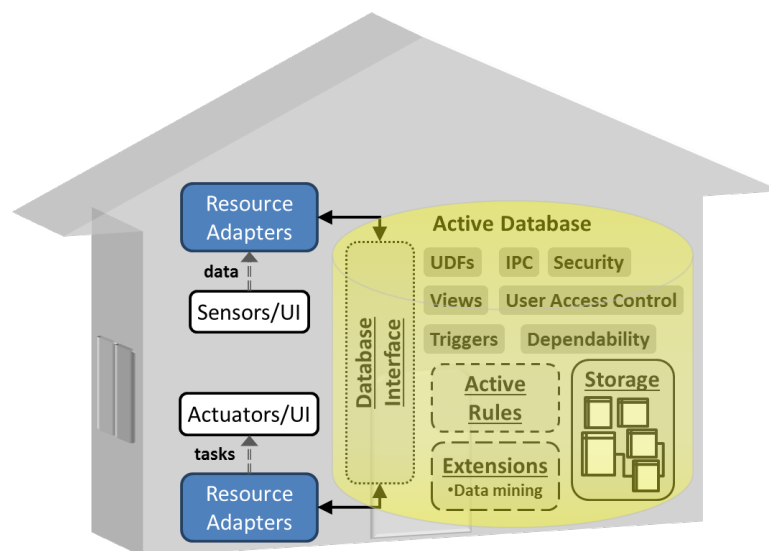 Resource
Adapters
data
Sensors/UI
Actuators/UI
tasks
Resource
Adapters
Database
Interface
Active Database
UDFs
IPC
Security
Views
User Access Control
Triggers
Dependability
Active
Rules
Storage
Extensions
•Data mining